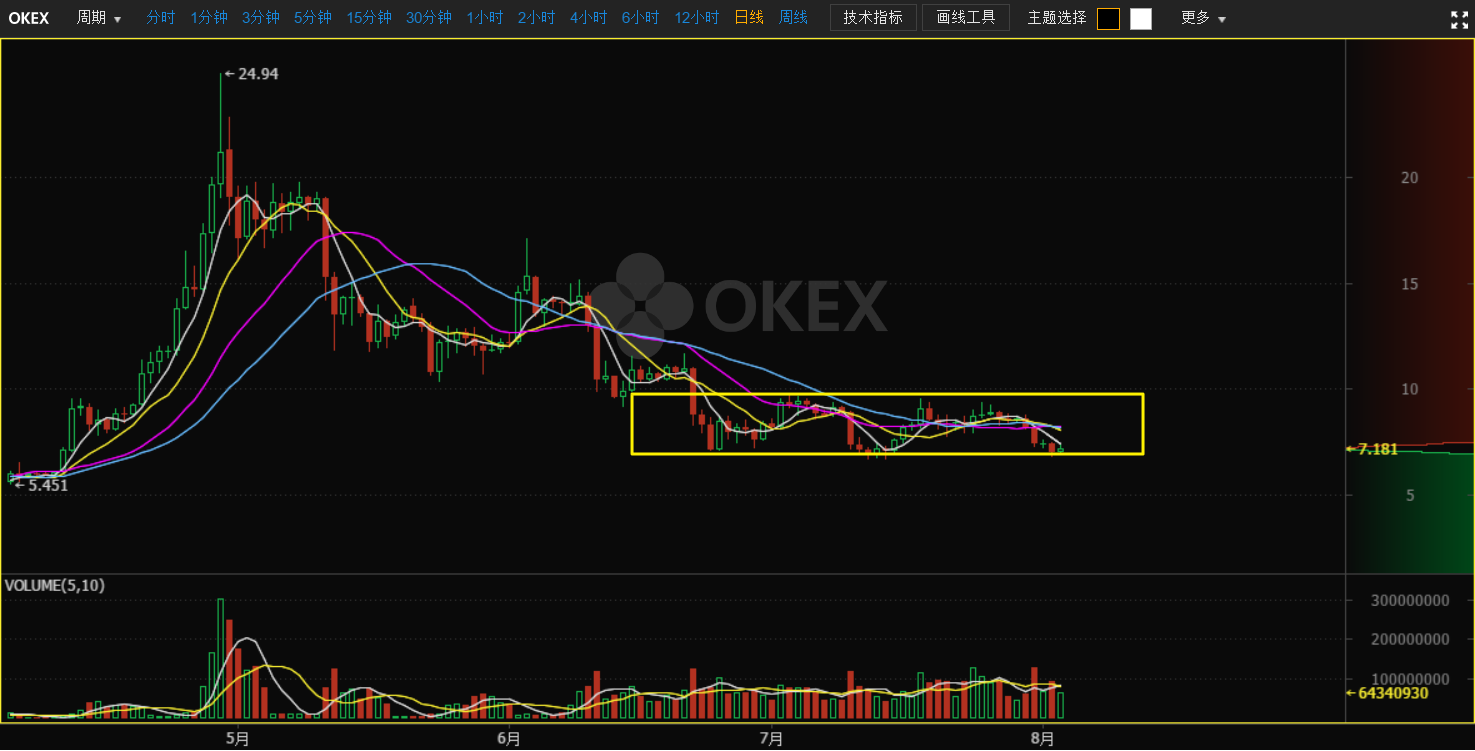 OKEX 周期 分时 1分钟 3分钟 5分钟 15分钟 30分钟 1小时 2小时 4小时 6小时 12小时 日线 周线 技术指标 画线工具 主题选择 更多
←24.94
20
15
OKEX
10
←7.181
5
←5.451
VOLUME(5,10)
300000000
200000000
100000000
←64340930
5月 6月 7月 8月